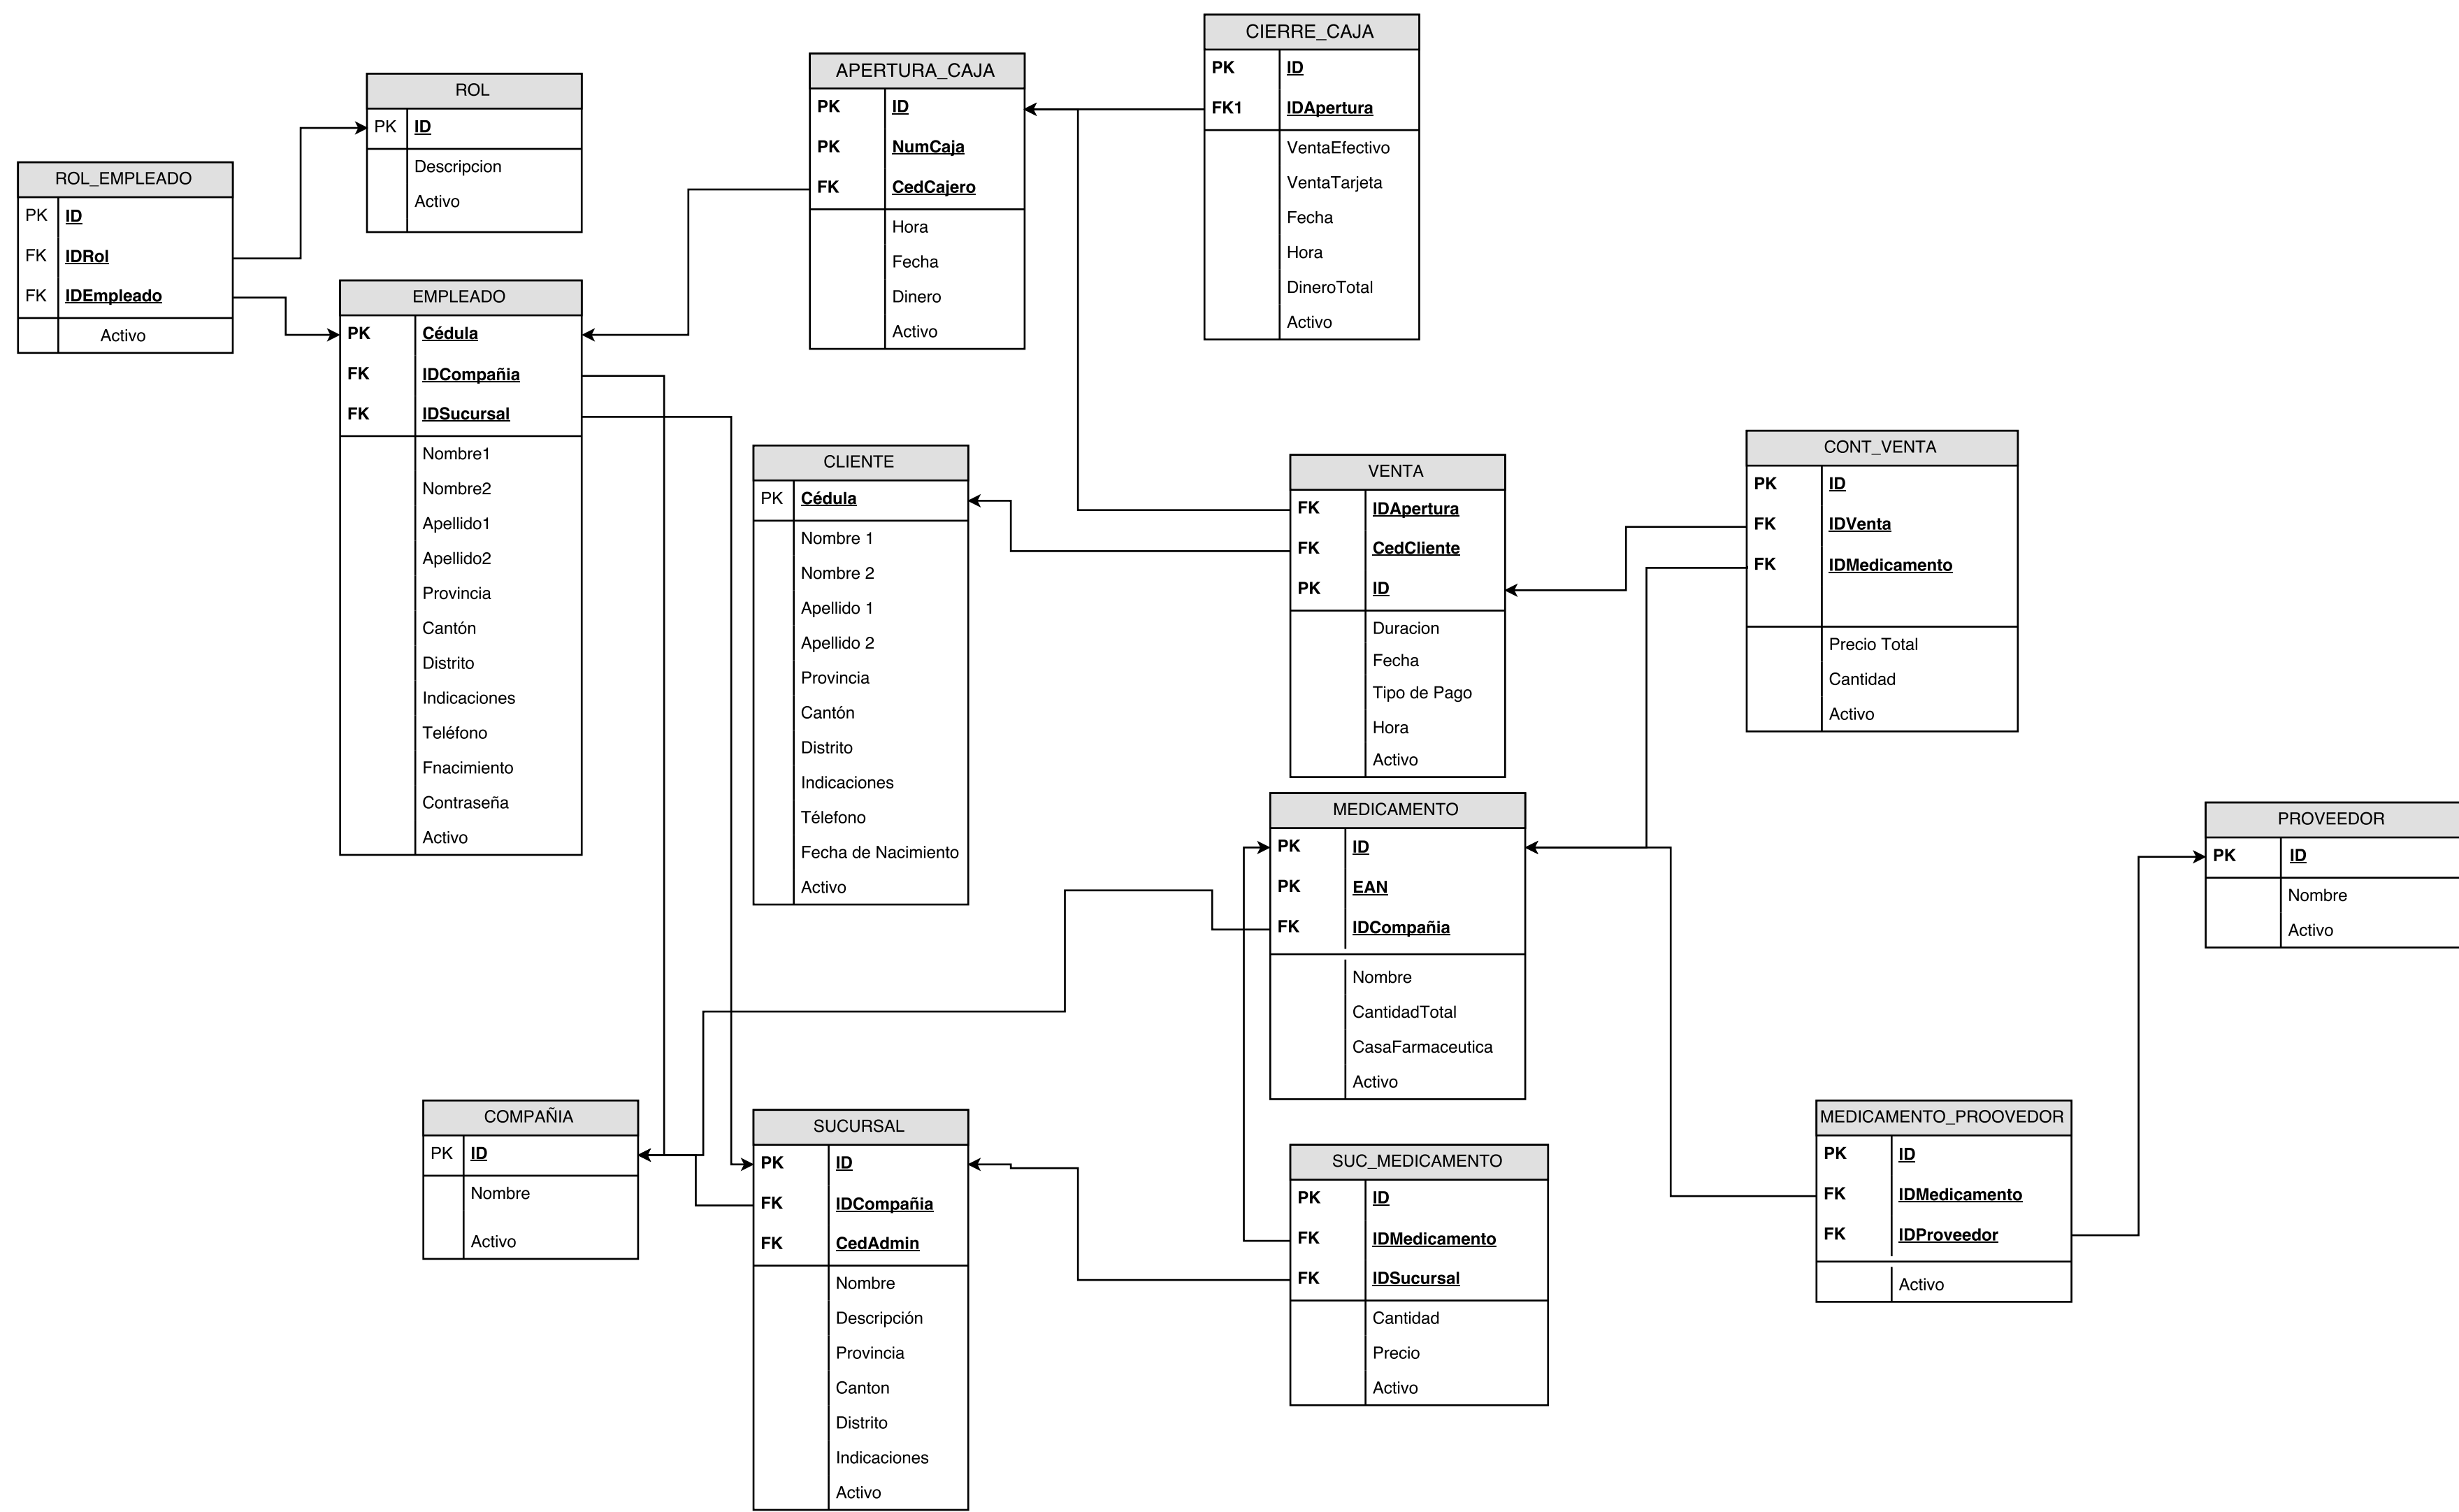 CIERRE_CAJA
PK ID
FK1 IDApertura
VentaEfectivo
VentaTarjeta
Fecha
Hora
DineroTotal
Activo
APERTURA_CAJA
PK ID
PK NumCaja
FK CedCajero
Hora
Fecha
Dinero
Activo
ROL
PK ID
Descripcion
Activo
ROL_EMPLEADO
PK ID
FK IDRol
FK IDEmpleado
Activo
EMPLEADO
PK Cédula
FK IDCompañia
FK IDSucursal
Nombre1
Nombre2
Apellido1
Apellido2
Provincia
Cantón
Distrito
Indicaciones
Teléfono
Fnacimiento
Contraseña
Activo
CLIENTE
PK Cédula
Nombre 1
Nombre 2
Apellido 1
Apellido 2
Provincia
Cantón
Distrito
Indicaciones
Télefono
Fecha de Nacimiento
Activo
VENTA
FK IDApertura
FK CedCliente
PK ID
Duracion
Fecha
Tipo de Pago
Hora
Activo
CONT_VENTA
PK ID
FK IDVenta
FK IDMedicamento
Precio Total
Cantidad
Activo
MEDICAMENTO
PK ID
PK EAN
FK IDCompañia
Nombre
CantidadTotal
CasaFarmaceutica
Activo
PROVEEDOR
PK ID
Nombre
Activo
COMPAÑIA
PK ID
Nombre
Activo
SUCURSAL
PK ID
FK IDCompañia
FK CedAdmin
Nombre
Descripción
Provincia
Canton
Distrito
Indicaciones
Activo
SUC_MEDICAMENTO
PK ID
FK IDMedicamento
FK IDSucursal
Cantidad
Precio
Activo
MEDICAMENTO_PROOVEDOR
PK ID
FK IDMedicamento
FK IDProveedor
Activo